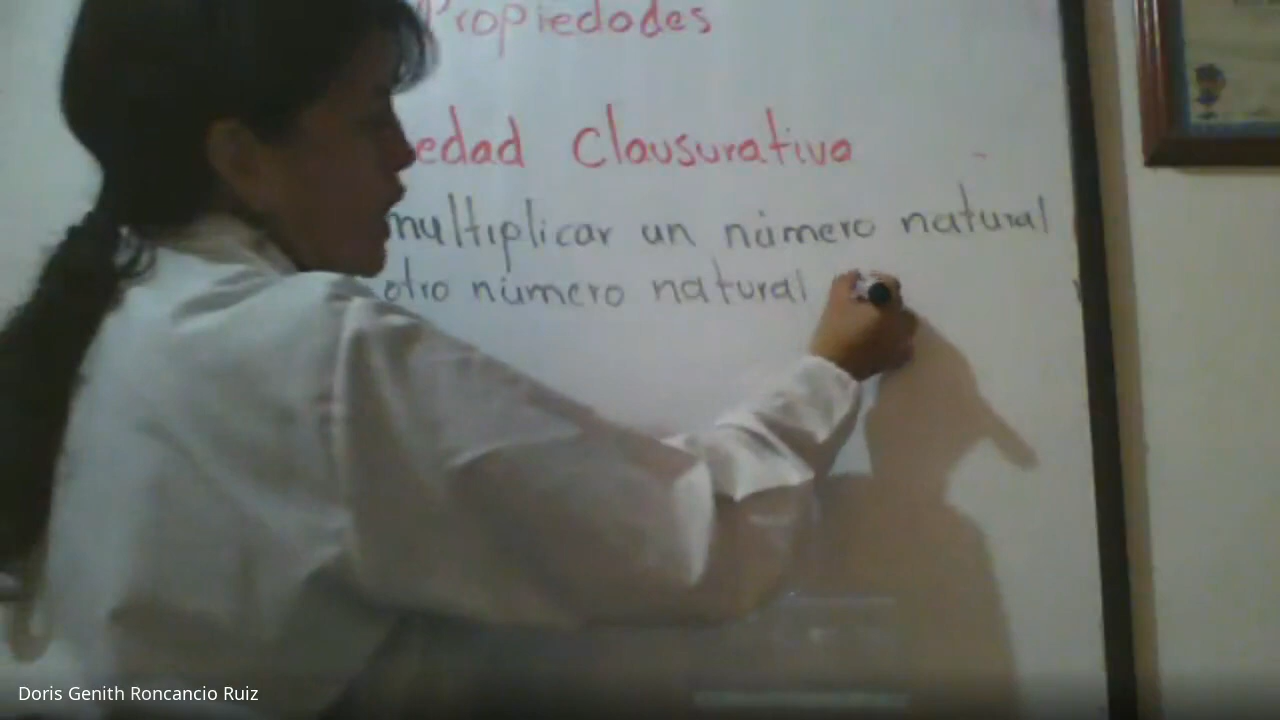 Propiedades
edad Clausurativa
multiplicar un número natural
otro número natural
Doris Genith Roncancio Ruiz